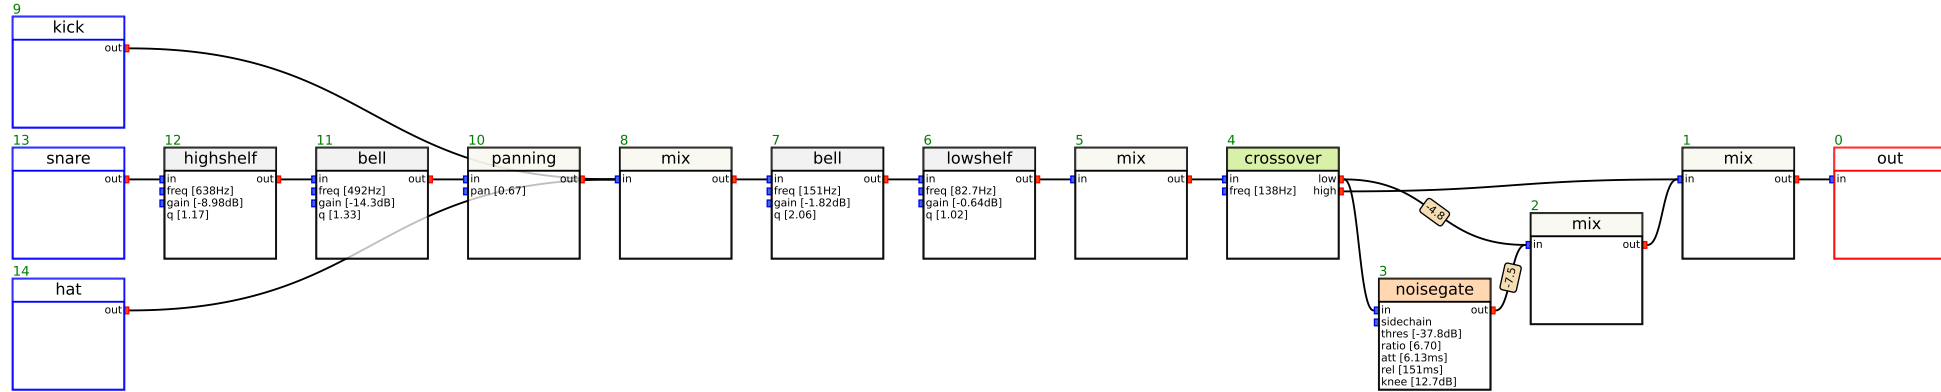 9
kick
out
13
snare
out
14
hat
out
12
highshelf
in out
freq [638Hz]
gain [-8.98dB]
q [1.17]
11
bell
in out
freq [492Hz]
gain [-14.3dB]
q [1.33]
10
panning
in out
pan [0.67]
8
mix
in out
7
bell
in out
freq [151Hz]
gain [-1.82dB]
q [2.06]
6
lowshelf
in out
freq [82.7Hz]
gain [-0.64dB]
q [1.02]
5
mix
in out
4
crossover
in low
freq [138Hz] high
-4.8
3
noisegate
in out
sidechain
thres [-37.8dB]
ratio [6.70]
att [6.13ms]
rel [151ms]
knee [12.7dB]
-7.5
2
mix
in out
1
mix
in out
0
out
in